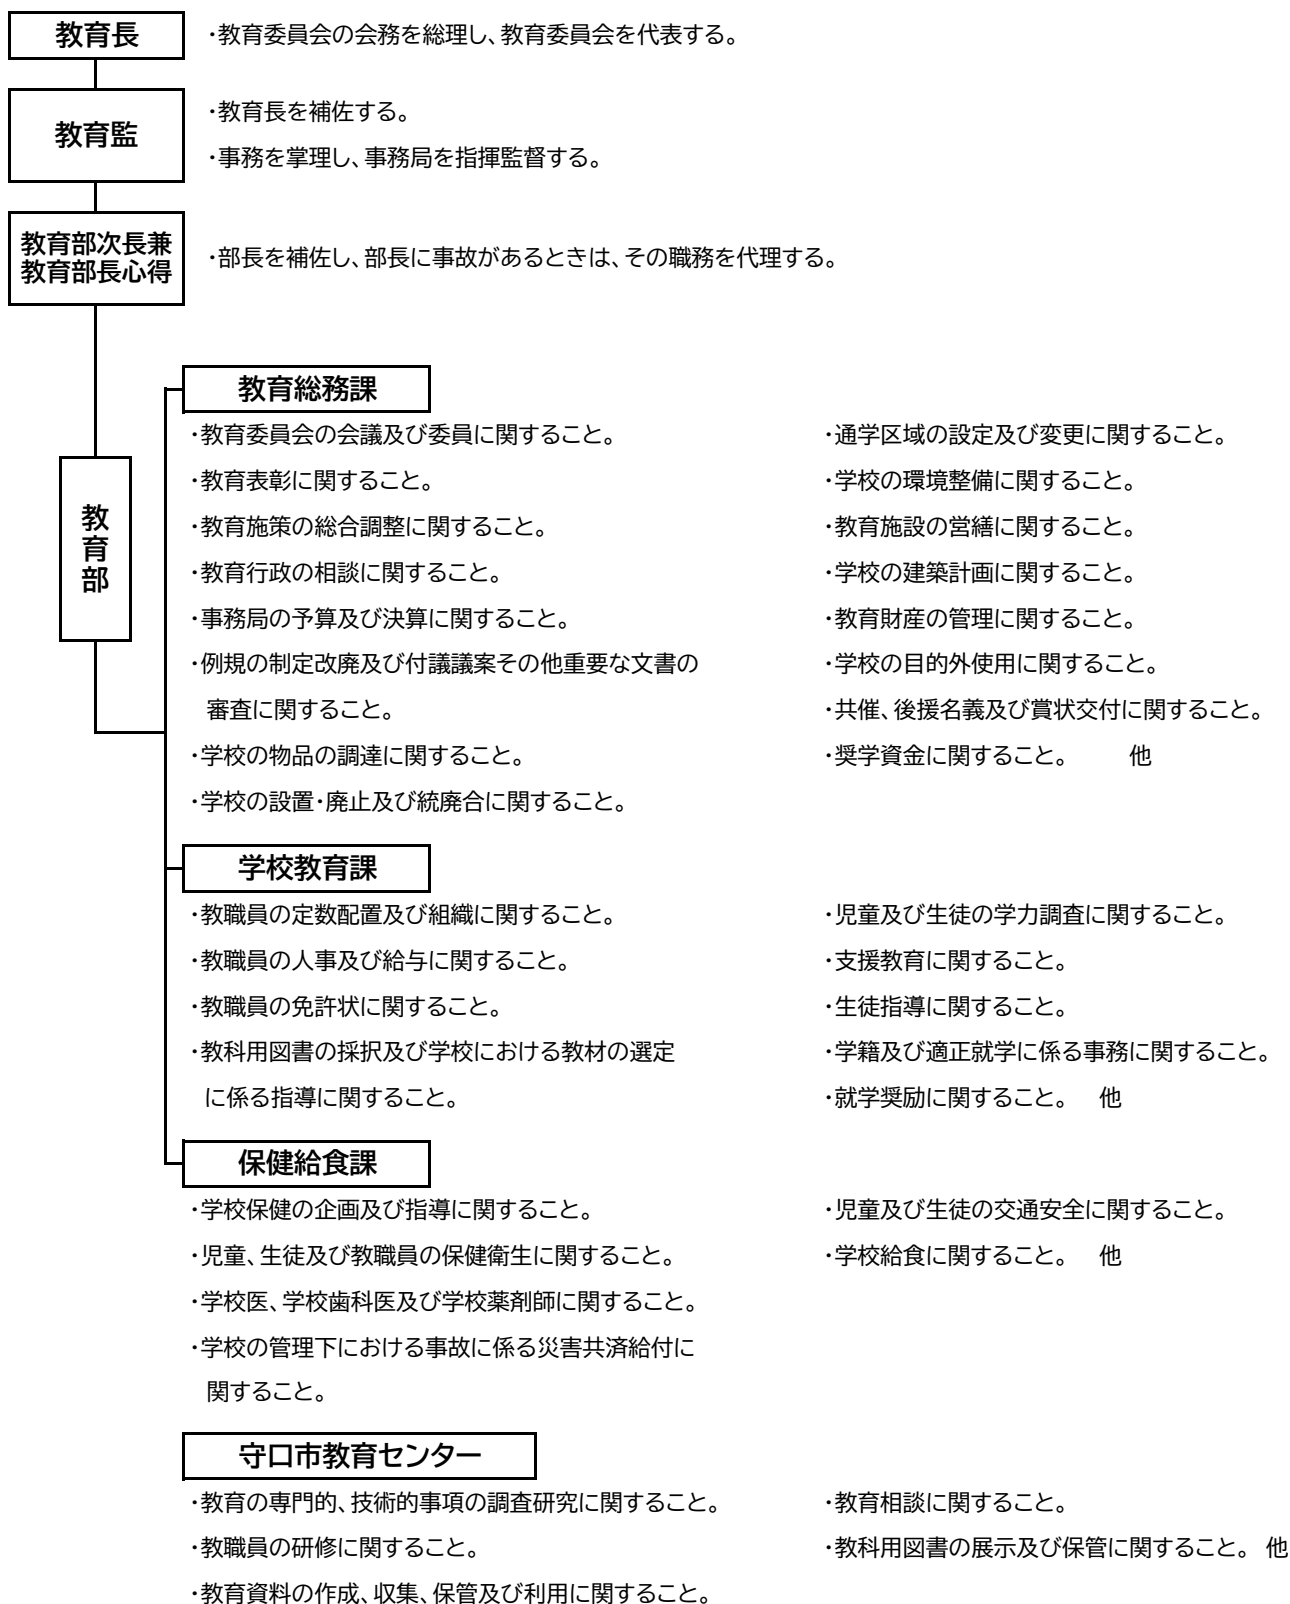 教育長
・教育委員会の会務を総理し、教育委員会を代表する。
教育監
・教育長を補佐する。
・事務を掌理し、事務局を指揮監督する。
教育部次長兼
教育部長心得
・部長を補佐し、部長に事故があるときは、その職務を代理する。
教育部
教育総務課
・教育委員会の会議及び委員に関すること。
・教育表彰に関すること。
・教育施策の総合調整に関すること。
・教育行政の相談に関すること。
・事務局の予算及び決算に関すること。
・例規の制定改廃及び付議議案その他重要な文書の
審査に関すること。
・学校の物品の調達に関すること。
・学校の設置・廃止及び統廃合に関すること。
・通学区域の設定及び変更に関すること。
・学校の環境整備に関すること。
・教育施設の営繕に関すること。
・学校の建築計画に関すること。
・教育財産の管理に関すること。
・学校の目的外使用に関すること。
・共催、後援名義及び賞状交付に関すること。
・奨学資金に関すること。 他
学校教育課
・教職員の定数配置及び組織に関すること。
・教職員の人事及び給与に関すること。
・教職員の免許状に関すること。
・教科用図書の採択及び学校における教材の選定
に係る指導に関すること。
・児童及び生徒の学力調査に関すること。
・支援教育に関すること。
・生徒指導に関すること。
・学籍及び適正就学に係る事務に関すること。
・就学奨励に関すること。 他
保健給食課
・学校保健の企画及び指導に関すること。
・児童、生徒及び教職員の保健衛生に関すること。
・学校医、学校歯科医及び学校薬剤師に関すること。
・学校の管理下における事故に係る災害共済給付に
関すること。
・児童及び生徒の交通安全に関すること。
・学校給食に関すること。 他
守口市教育センター
・教育の専門的、技術的事項の調査研究に関すること。
・教職員の研修に関すること。
・教育資料の作成、収集、保管及び利用に関すること。
・教育相談に関すること。
・教科用図書の展示及び保管に関すること。 他